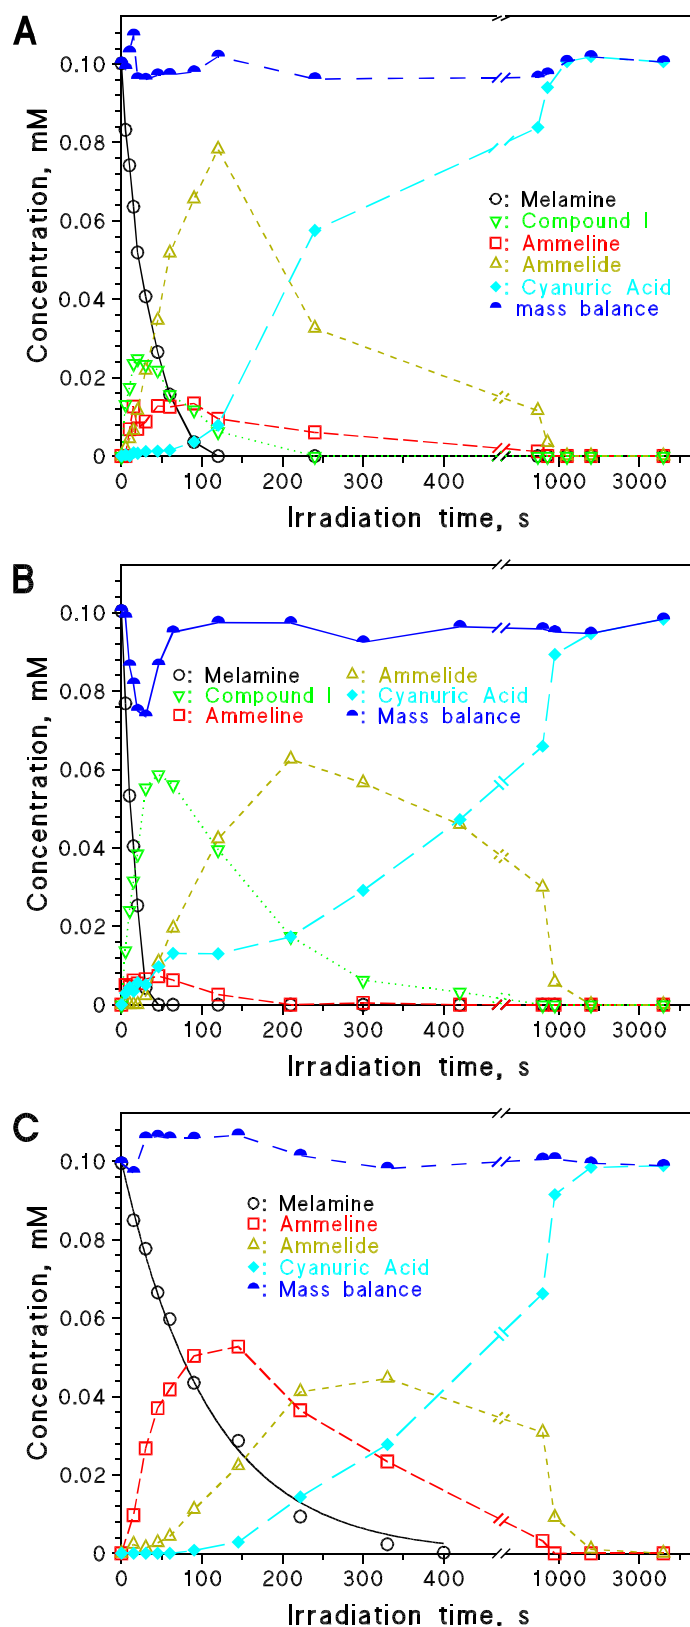 A
0.10
0.08
0.06
0.04
0.02
0
Concentration, mM
: Melamine
: Compound I
: Ammeline
: Ammelide
: Cyanuric Acid
mass balance
0 100 200 300 400 1000 3000
Irradiation time, s
B
0.10
0.08
0.06
0.04
0.02
0
Concentration, mM
: Melamine : Ammelide
: Compound I : Cyanuric Acid
: Ammeline : Mass balance
0 100 200 300 400 1000 3000
Irradiation time, s
C
0.10
0.08
0.06
0.04
0.02
0
Concentration, mM
: Melamine
: Ammeline
: Ammelide
: Cyanuric Acid
: Mass balance
0 100 200 300 400 1000 3000
Irradiation time, s